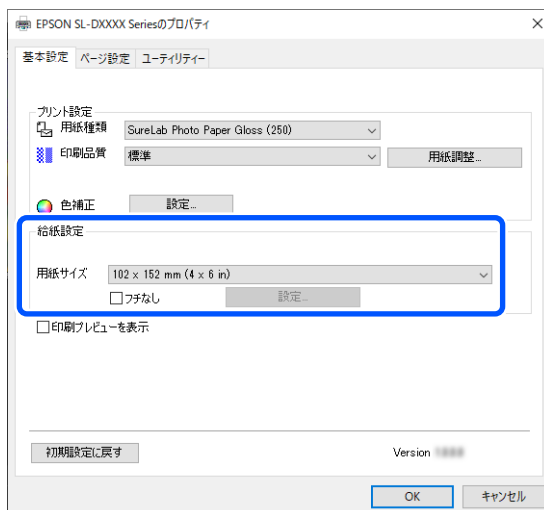 EPSON SL-DXXXX Seriesのプロパティ
基本設定 ページ設定 ユーティリティー
プリント設定
用紙種類 SureLab Photo Paper Gloss (250)
印刷品質 標準 用紙調整...
色補正 設定...
給紙設定
用紙サイズ 102 x 152 mm (4 x 6 in)
フチなし 設定...
印刷プレビューを表示
初期設定に戻す Version
OK キャンセル